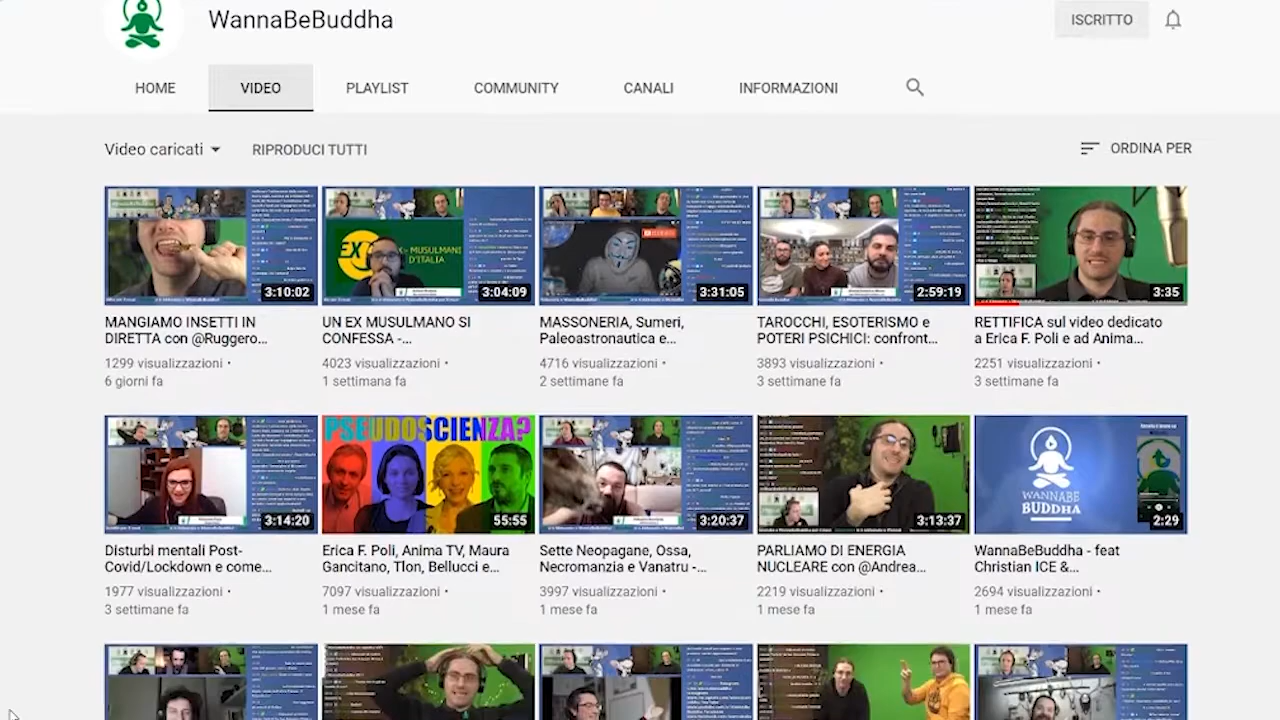 WannaBeBuddha
ISCRITTO
HOME VIDEO PLAYLIST COMMUNITY CANALI INFORMAZIONI
Video caricati RIPRODUCI TUTTI ORDINA PER
EX
EX- MUSULMANI
D'ITALIA
3:10:02 3:04:09 3:31:05 2:59:19 3:35
MANGIAMO INSETTI IN
DIRETTA con @Ruggero...
1299 visualizzazioni •
6 giorni fa
UN EX MUSULMANO SI
CONFESSA -...
4023 visualizzazioni •
1 settimana fa
MASSONERIA, Sumeri,
Paleoastronautica e...
4716 visualizzazioni •
2 settimane fa
TAROCCHI, ESOTERISMO e
POTERI PSICHICI: confront...
3893 visualizzazioni •
3 settimane fa
RETTIFICA sul video dedicato
a Erica F. Poli e ad Anima...
2251 visualizzazioni •
3 settimane fa
PSEUDOSCIENZA?
WANNABE
BUDDHA
3:14:20 55:55 3:20:37 3:13:37 2:29
Disturbi mentali Post-
Covid/Lockdown e come...
1977 visualizzazioni •
3 settimane fa
Erica F. Poli, Anima TV, Maura
Gancitano, Tlon, Bellucci e...
7097 visualizzazioni •
1 mese fa
Sette Neopagane, Ossa,
Necromanzia e Vanatru -...
3997 visualizzazioni •
1 mese fa
PARLIAMO DI ENERGIA
NUCLEARE con @Andrea...
2219 visualizzazioni •
1 mese fa
WannaBeBuddha - feat
Christian ICE &...
2694 visualizzazioni •
1 mese fa